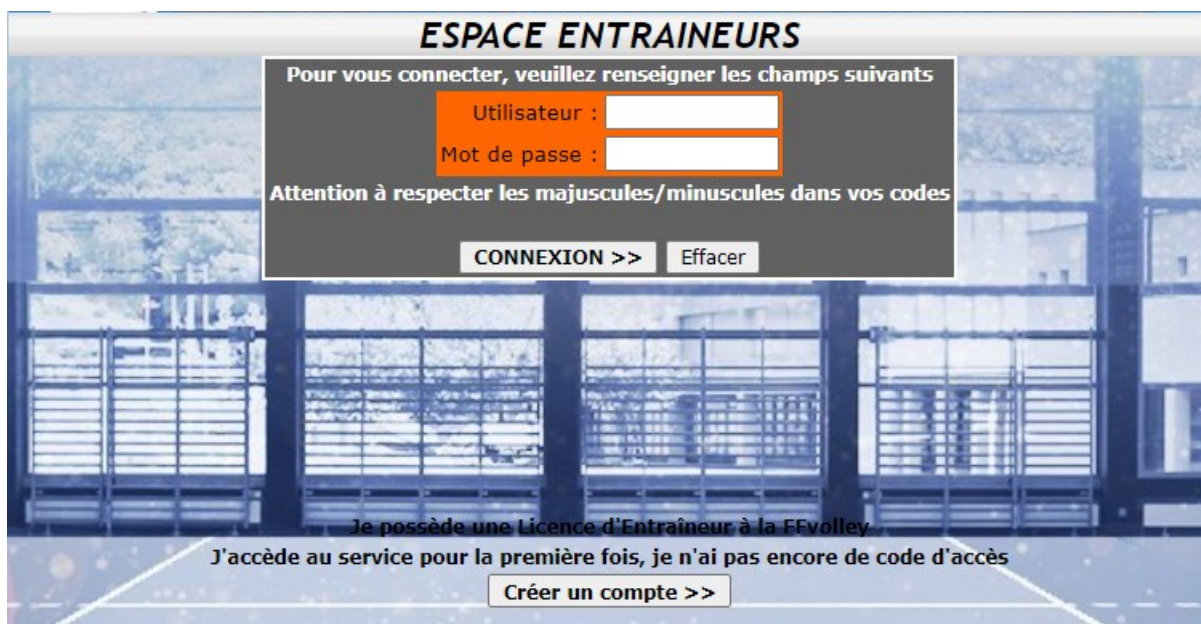 ESPACE ENTRAINEURS
Pour vous connecter, veuillez renseigner les champs suivants
Utilisateur :
Mot de passe :
Attention à respecter les majuscules/minuscules dans vos codes
CONNEXION >> Effacer
Je possède une Licence d'Entraîneur à la FFvolley
J'accède au service pour la première fois, je n'ai pas encore de code d'accès
Créer un compte >>